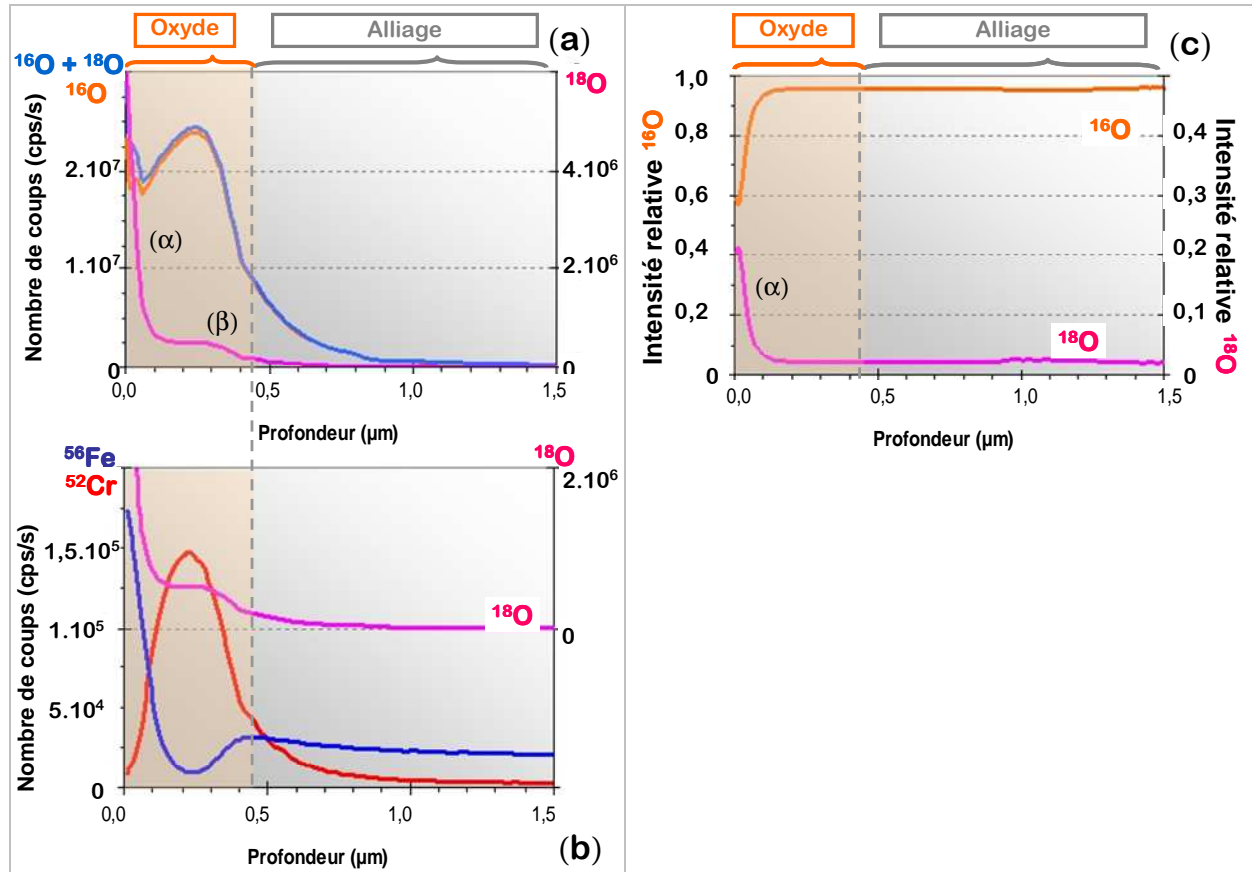 Oxyde
Alliage
(a)
¹⁶O + ¹⁸O
¹⁶O
¹⁸O
Nombre de coups (cps/s)
2.10⁷
1.10⁷
0
4.10⁶
2.10⁶
0
(α)
(β)
0,0
0,5
1,0
1,5
Profondeur (µm)
⁵⁶Fe
⁵²Cr
¹⁸O
2.10⁶
0
Nombre de coups (cps/s)
1,5.10⁵
1.10⁵
5.10⁴
0
¹⁸O
0,0
0,5
1,0
1,5
Profondeur (µm)
(b)
Oxyde
Alliage
(c)
Intensité relative ¹⁶O
1,0
0,8
0,6
0,4
0,2
0
¹⁶O
(α)
¹⁸O
0,4
0,3
0,2
0,1
0
Intensité relative ¹⁸O
0,0
0,5
1,0
1,5
Profondeur (µm)